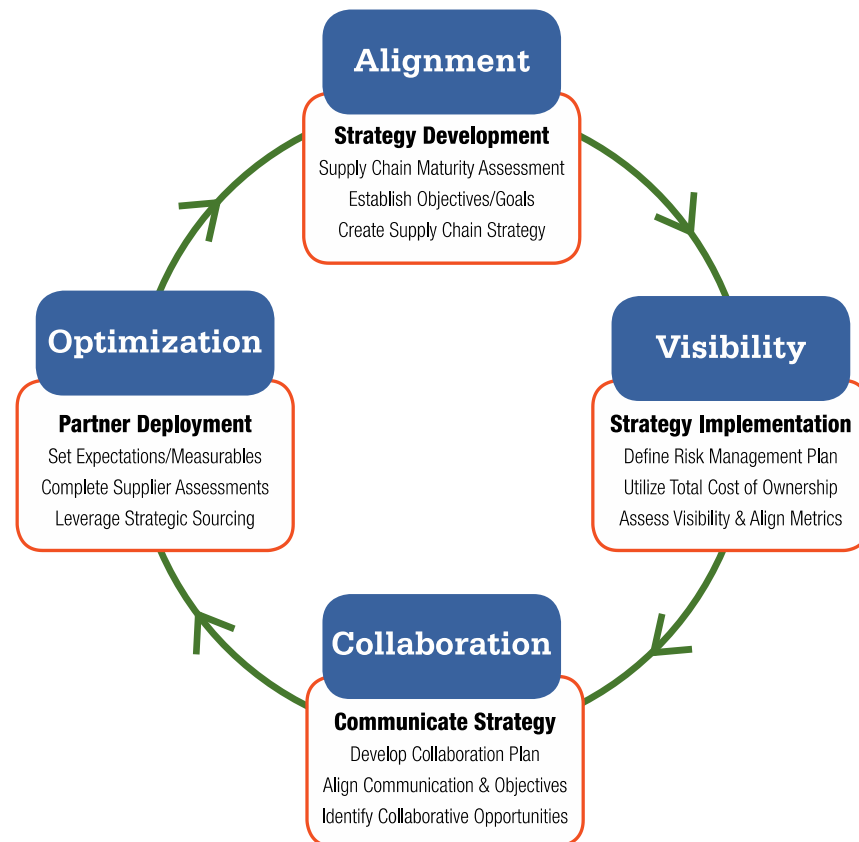 Alignment
Strategy Development
Supply Chain Maturity Assessment
Establish Objectives/Goals
Create Supply Chain Strategy
Visibility
Strategy Implementation
Define Risk Management Plan
Utilize Total Cost of Ownership
Assess Visibility & Align Metrics
Collaboration
Communicate Strategy
Develop Collaboration Plan
Align Communication & Objectives
Identify Collaborative Opportunities
Optimization
Partner Deployment
Set Expectations/Measurables
Complete Supplier Assessments
Leverage Strategic Sourcing